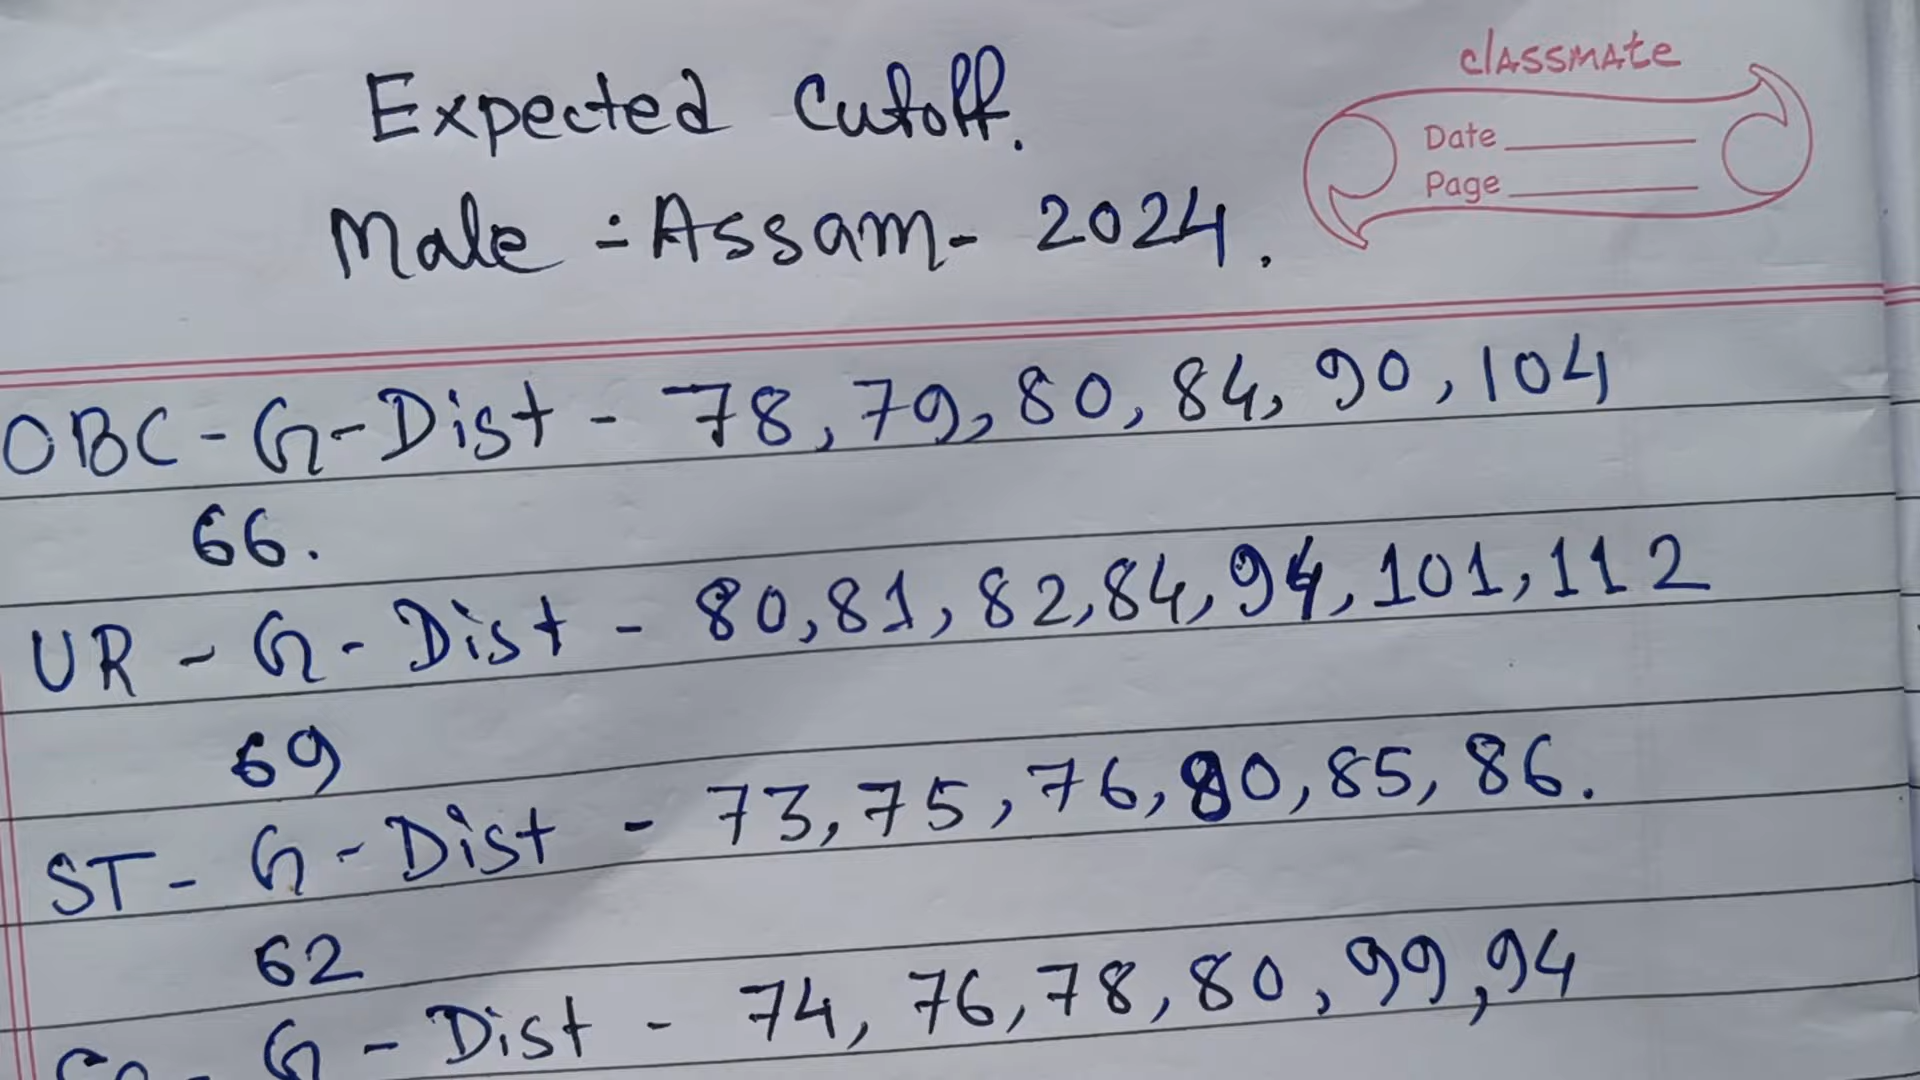 classmate
Date
Page
Expected Cutoff.
Male :- Assam - 2024.
OBC - G - Dist - 78, 79, 80, 84, 90, 104
66.
UR - G - Dist - 80, 81, 82, 84, 94, 101, 112
69
ST - G - Dist - 73, 75, 76, 80, 85, 86.
62
G - Dist - 74, 76, 78, 80, 99, 94